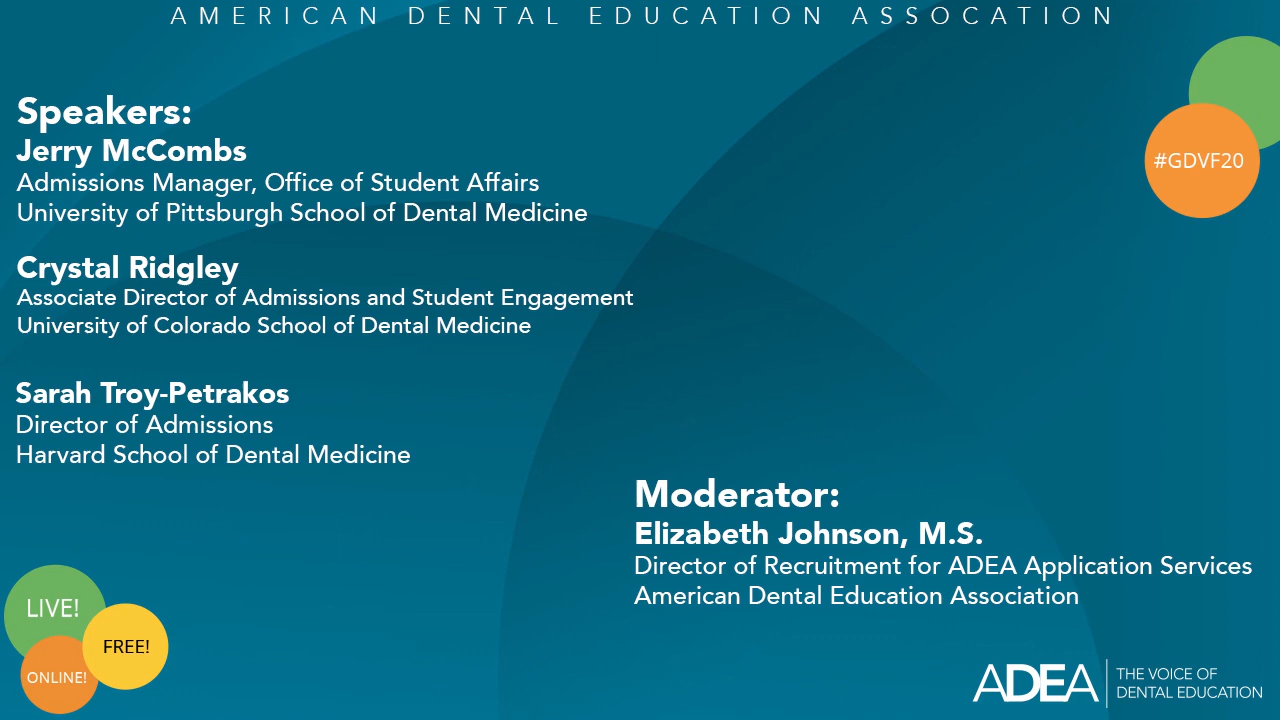 AMERICAN DENTAL EDUCATION ASSOCATION
#GDVF20
Speakers:
Jerry McCombs
Admissions Manager, Office of Student Affairs
University of Pittsburgh School of Dental Medicine
Crystal Ridgley
Associate Director of Admissions and Student Engagement
University of Colorado School of Dental Medicine
Sarah Troy-Petrakos
Director of Admissions
Harvard School of Dental Medicine
Moderator:
Elizabeth Johnson, M.S.
Director of Recruitment for ADEA Application Services
American Dental Education Association
LIVE!
FREE!
ONLINE!
ADEA
THE VOICE OF
DENTAL EDUCATION